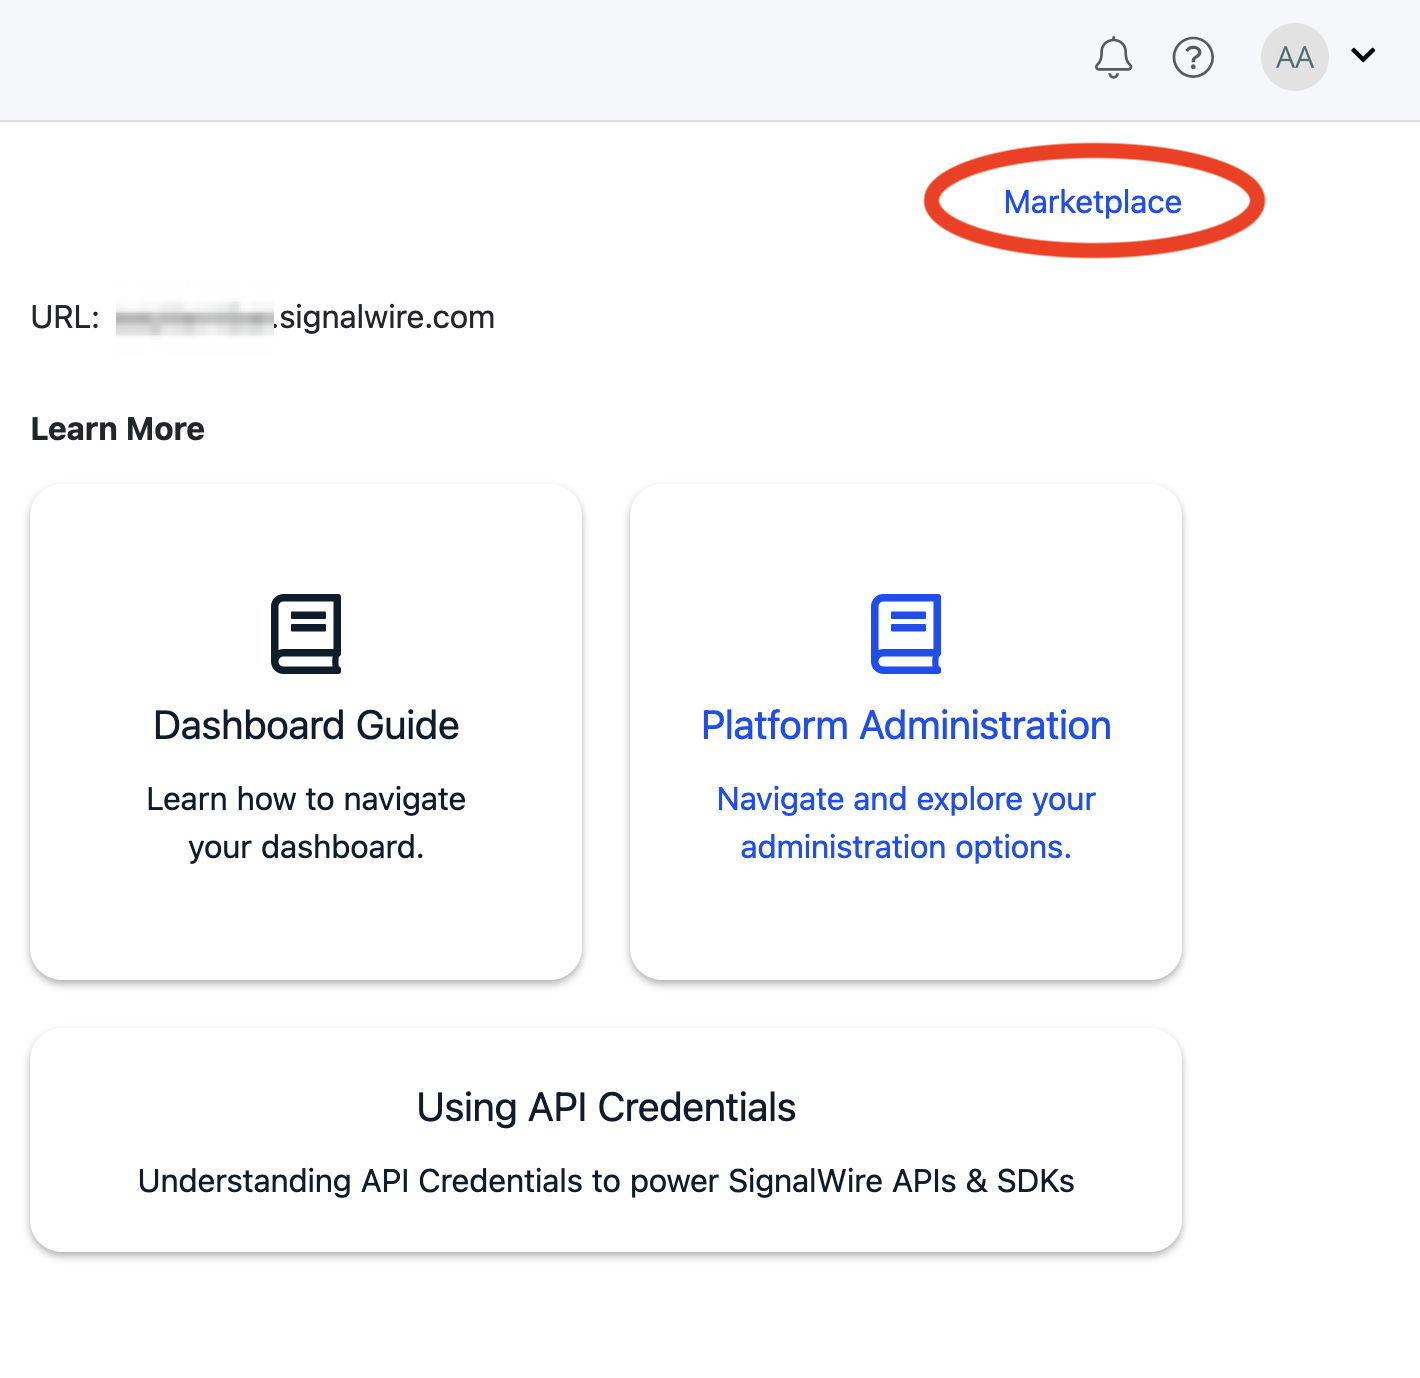 AA
Marketplace
URL: .signalwire.com
Learn More
Dashboard Guide
Learn how to navigate
your dashboard.
Platform Administration
Navigate and explore your
administration options.
Using API Credentials
Understanding API Credentials to power SignalWire APIs & SDKs